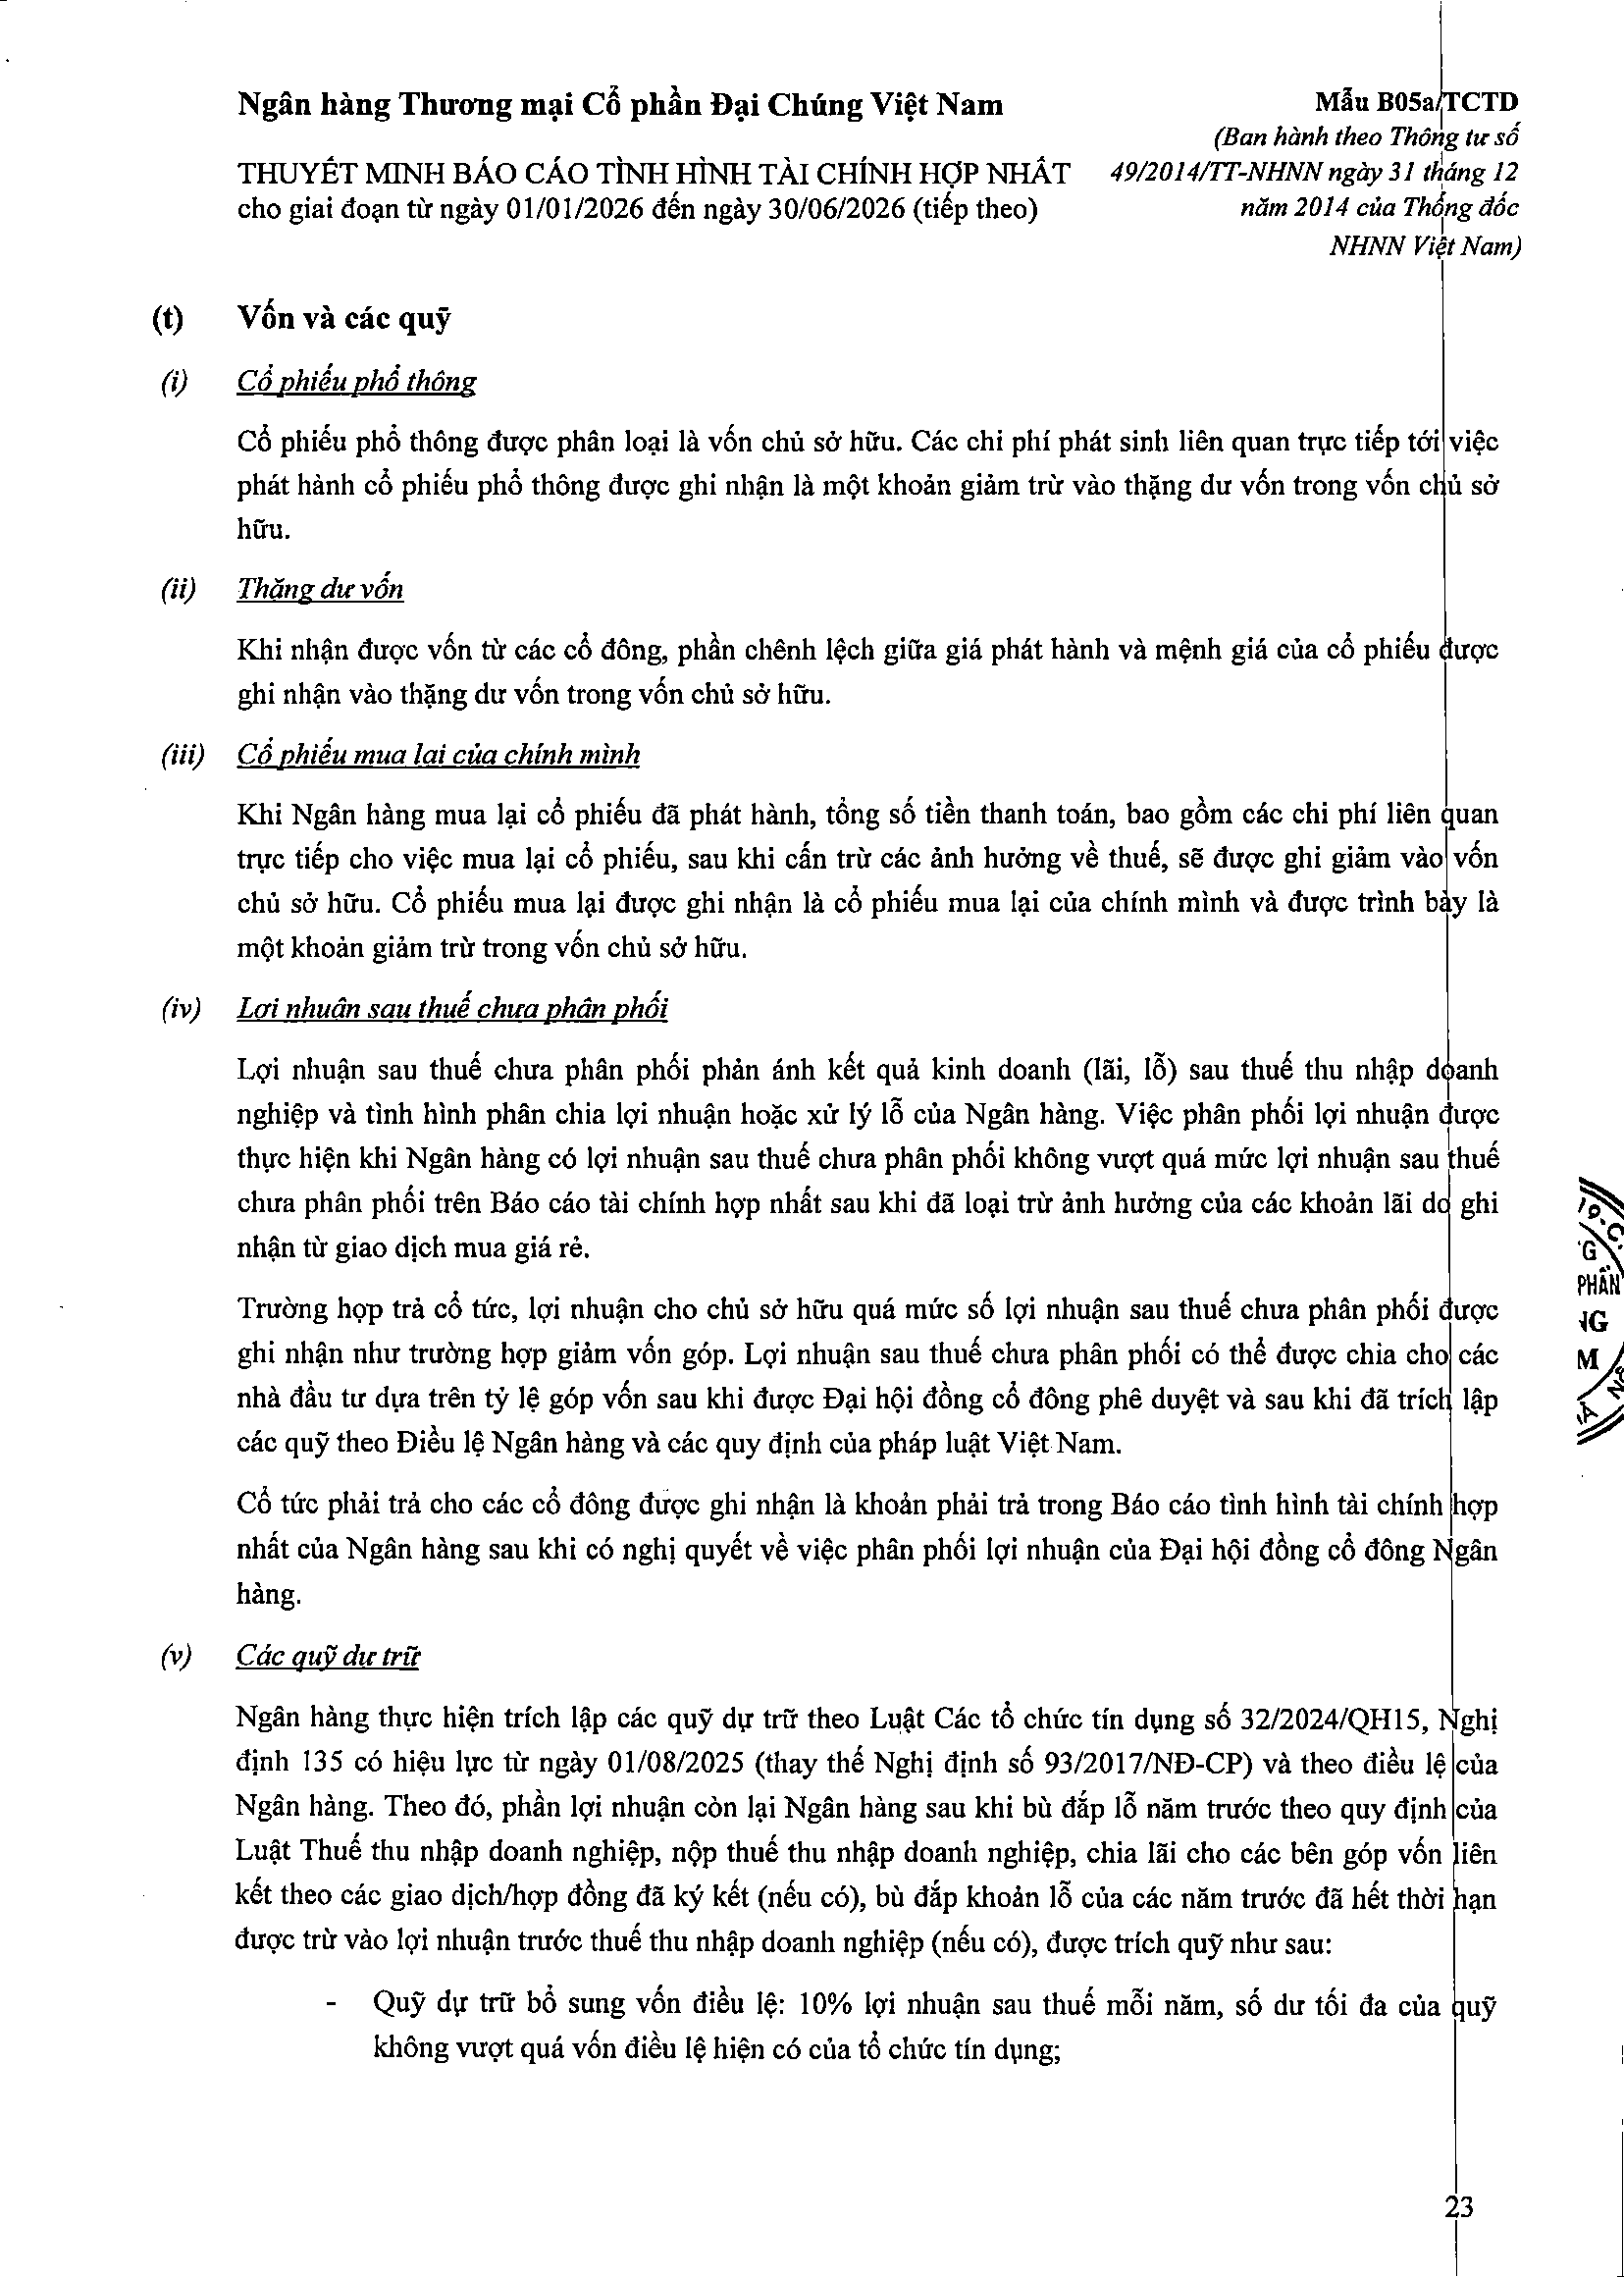 Ngân hàng Thương mại Cổ phần Đại Chúng Việt Nam
THUYẾT MINH BÁO CÁO TÌNH HÌNH TÀI CHÍNH HỢP NHẤT
cho giai đoạn từ ngày 01/01/2026 đến ngày 30/06/2026 (tiếp theo)
Mẫu B05a/TCTD
(Ban hành theo Thông tư số
49/2014/TT-NHNN ngày 31 tháng 12
năm 2014 của Thống đốc
NHNN Việt Nam)
(t) Vốn và các quỹ
(i) Cổ phiếu phổ thông
Cổ phiếu phổ thông được phân loại là vốn chủ sở hữu. Các chi phí phát sinh liên quan trực tiếp tới việc
phát hành cổ phiếu phổ thông được ghi nhận là một khoản giảm trừ vào thặng dư vốn trong vốn chủ sở
hữu.
(ii) Thặng dư vốn
Khi nhận được vốn từ các cổ đông, phần chênh lệch giữa giá phát hành và mệnh giá của cổ phiếu được
ghi nhận vào thặng dư vốn trong vốn chủ sở hữu.
(iii) Cổ phiếu mua lại của chính mình
Khi Ngân hàng mua lại cổ phiếu đã phát hành, tổng số tiền thanh toán, bao gồm các chi phí liên quan
trực tiếp cho việc mua lại cổ phiếu, sau khi cấn trừ các ảnh hưởng về thuế, sẽ được ghi giảm vào vốn
chủ sở hữu. Cổ phiếu mua lại được ghi nhận là cổ phiếu mua lại của chính mình và được trình bày là
một khoản giảm trừ trong vốn chủ sở hữu.
(iv) Lợi nhuận sau thuế chưa phân phối
Lợi nhuận sau thuế chưa phân phối phản ánh kết quả kinh doanh (lãi, lỗ) sau thuế thu nhập doanh
nghiệp và tình hình phân chia lợi nhuận hoặc xử lý lỗ của Ngân hàng. Việc phân phối lợi nhuận được
thực hiện khi Ngân hàng có lợi nhuận sau thuế chưa phân phối không vượt quá mức lợi nhuận sau thuế
chưa phân phối trên Báo cáo tài chính hợp nhất sau khi đã loại trừ ảnh hưởng của các khoản lãi do ghi
nhận từ giao dịch mua giá rẻ.
Trường hợp trả cổ tức, lợi nhuận cho chủ sở hữu quá mức số lợi nhuận sau thuế chưa phân phối được
ghi nhận như trường hợp giảm vốn góp. Lợi nhuận sau thuế chưa phân phối có thể được chia cho các
nhà đầu tư dựa trên tỷ lệ góp vốn sau khi được Đại hội đồng cổ đông phê duyệt và sau khi đã trích lập
các quỹ theo Điều lệ Ngân hàng và các quy định của pháp luật Việt Nam.
Cổ tức phải trả cho các cổ đông được ghi nhận là khoản phải trả trong Báo cáo tình hình tài chính hợp
nhất của Ngân hàng sau khi có nghị quyết về việc phân phối lợi nhuận của Đại hội đồng cổ đông Ngân
hàng.
(v) Các quỹ dự trữ
Ngân hàng thực hiện trích lập các quỹ dự trữ theo Luật Các tổ chức tín dụng số 32/2024/QH15, Nghị
định 135 có hiệu lực từ ngày 01/08/2025 (thay thế Nghị định số 93/2017/NĐ-CP) và theo điều lệ của
Ngân hàng. Theo đó, phần lợi nhuận còn lại Ngân hàng sau khi bù đắp lỗ năm trước theo quy định của
Luật Thuế thu nhập doanh nghiệp, nộp thuế thu nhập doanh nghiệp, chia lãi cho các bên góp vốn liên
kết theo các giao dịch/hợp đồng đã ký kết (nếu có), bù đắp khoản lỗ của các năm trước đã hết thời hạn
được trừ vào lợi nhuận trước thuế thu nhập doanh nghiệp (nếu có), được trích quỹ như sau:
- Quỹ dự trữ bổ sung vốn điều lệ: 10% lợi nhuận sau thuế mỗi năm, số dư tối đa của quỹ
không vượt quá vốn điều lệ hiện có của tổ chức tín dụng;
PHẦN
23